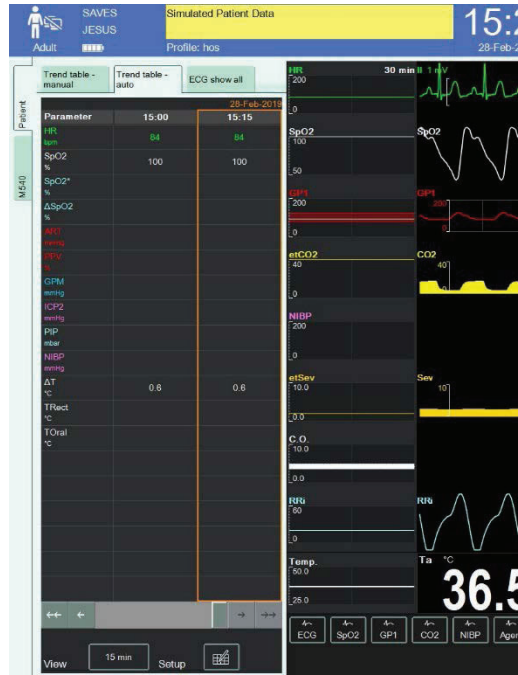 SAVES
JESUS
Adult
Simulated Patient Data
Profile: hos
15:2
28-Feb-20
Patient
M540
Trend table -
manual
Trend table -
auto
ECG show all
28-Feb-2019
Parameter 15:00 15:15
HR
bpm 84 84
SpO2
% 100 100
SpO2*
%
ΔSpO2
%
ART
mmHg
PPV
%
GPM
mmHg
ICP2
mmHg
PIP
mbar
NIBP
mmHg
ΔT
°C 0.6 0.6
TRect
°C
TOral
°C
View 15 min Setup
HR 30 min
200
0
SpO2
100
50
GP1
200
0
etCO2
40
0
NIBP
200
0
etSev
10.0
0.0
C.O.
10.0
0.0
RRi
60
0
Temp.
50.0
25.0
II 1 mV
SpO2
GP1
200
0
CO2
40
0
Sev
10
RRi
Ta °C
36.5
ECG SpO2 GP1 CO2 NIBP Agen